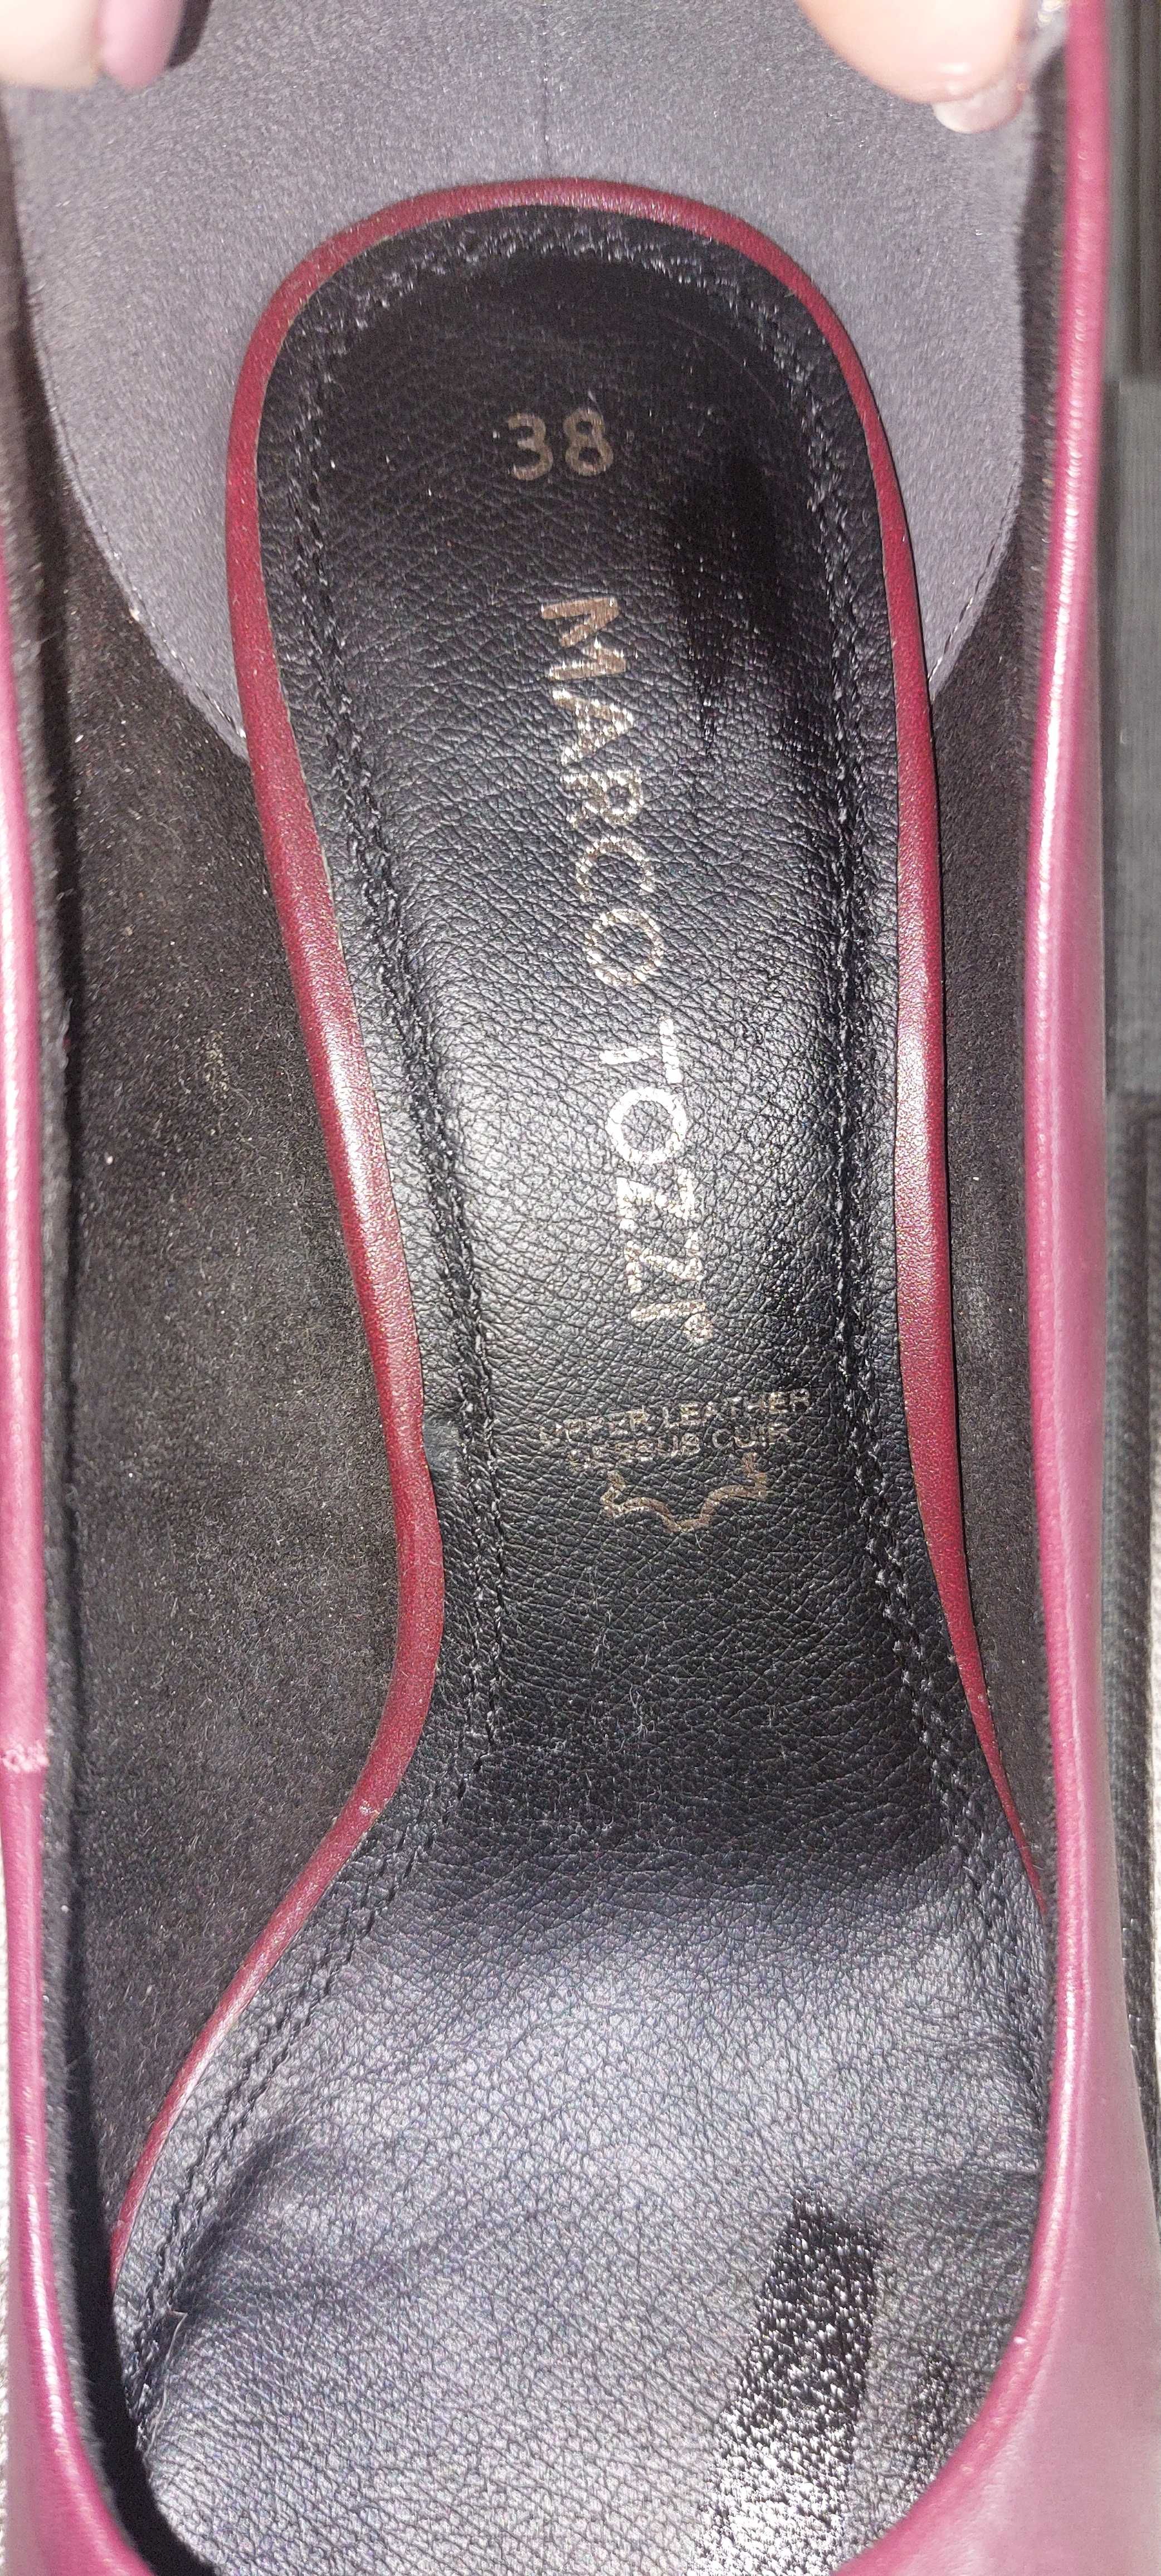 38
MARCO TOZZI®
UPPER LEATHER
DESSUS CUIR